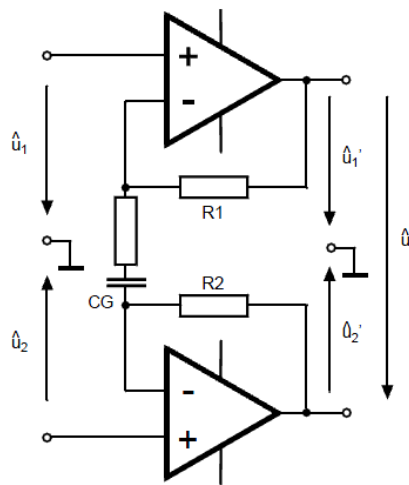 +
-
û₁
û₁'
R1
û
CG
R2
û₂
û₂'
-
+